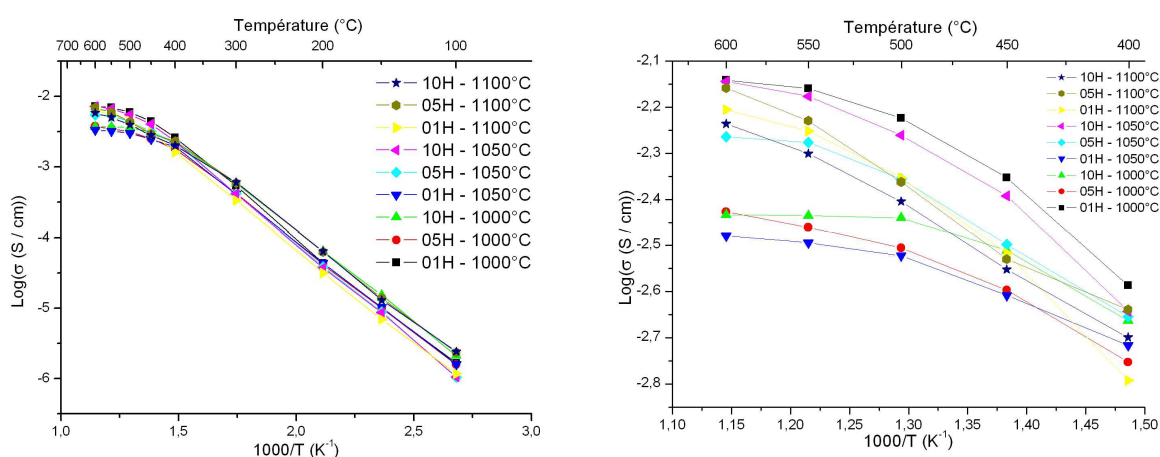 Température (°C)
700 600 500 400 300 200 100
-2
-3
-4
-5
-6
Log(σ (S / cm))
10H - 1100°C
05H - 1100°C
01H - 1100°C
10H - 1050°C
05H - 1050°C
01H - 1050°C
10H - 1000°C
05H - 1000°C
01H - 1000°C
1,0 1,5 2,0 2,5 3,0
1000/T (K⁻¹)
Température (°C)
600 550 500 450 400
-2,1
-2,2
-2,3
-2,4
-2,5
-2,6
-2,7
-2,8
Log(σ (S / cm))
10H - 1100°C
05H - 1100°C
01H - 1100°C
10H - 1050°C
05H - 1050°C
01H - 1050°C
10H - 1000°C
05H - 1000°C
01H - 1000°C
1,10 1,15 1,20 1,25 1,30 1,35 1,40 1,45 1,50
1000/T (K⁻¹)